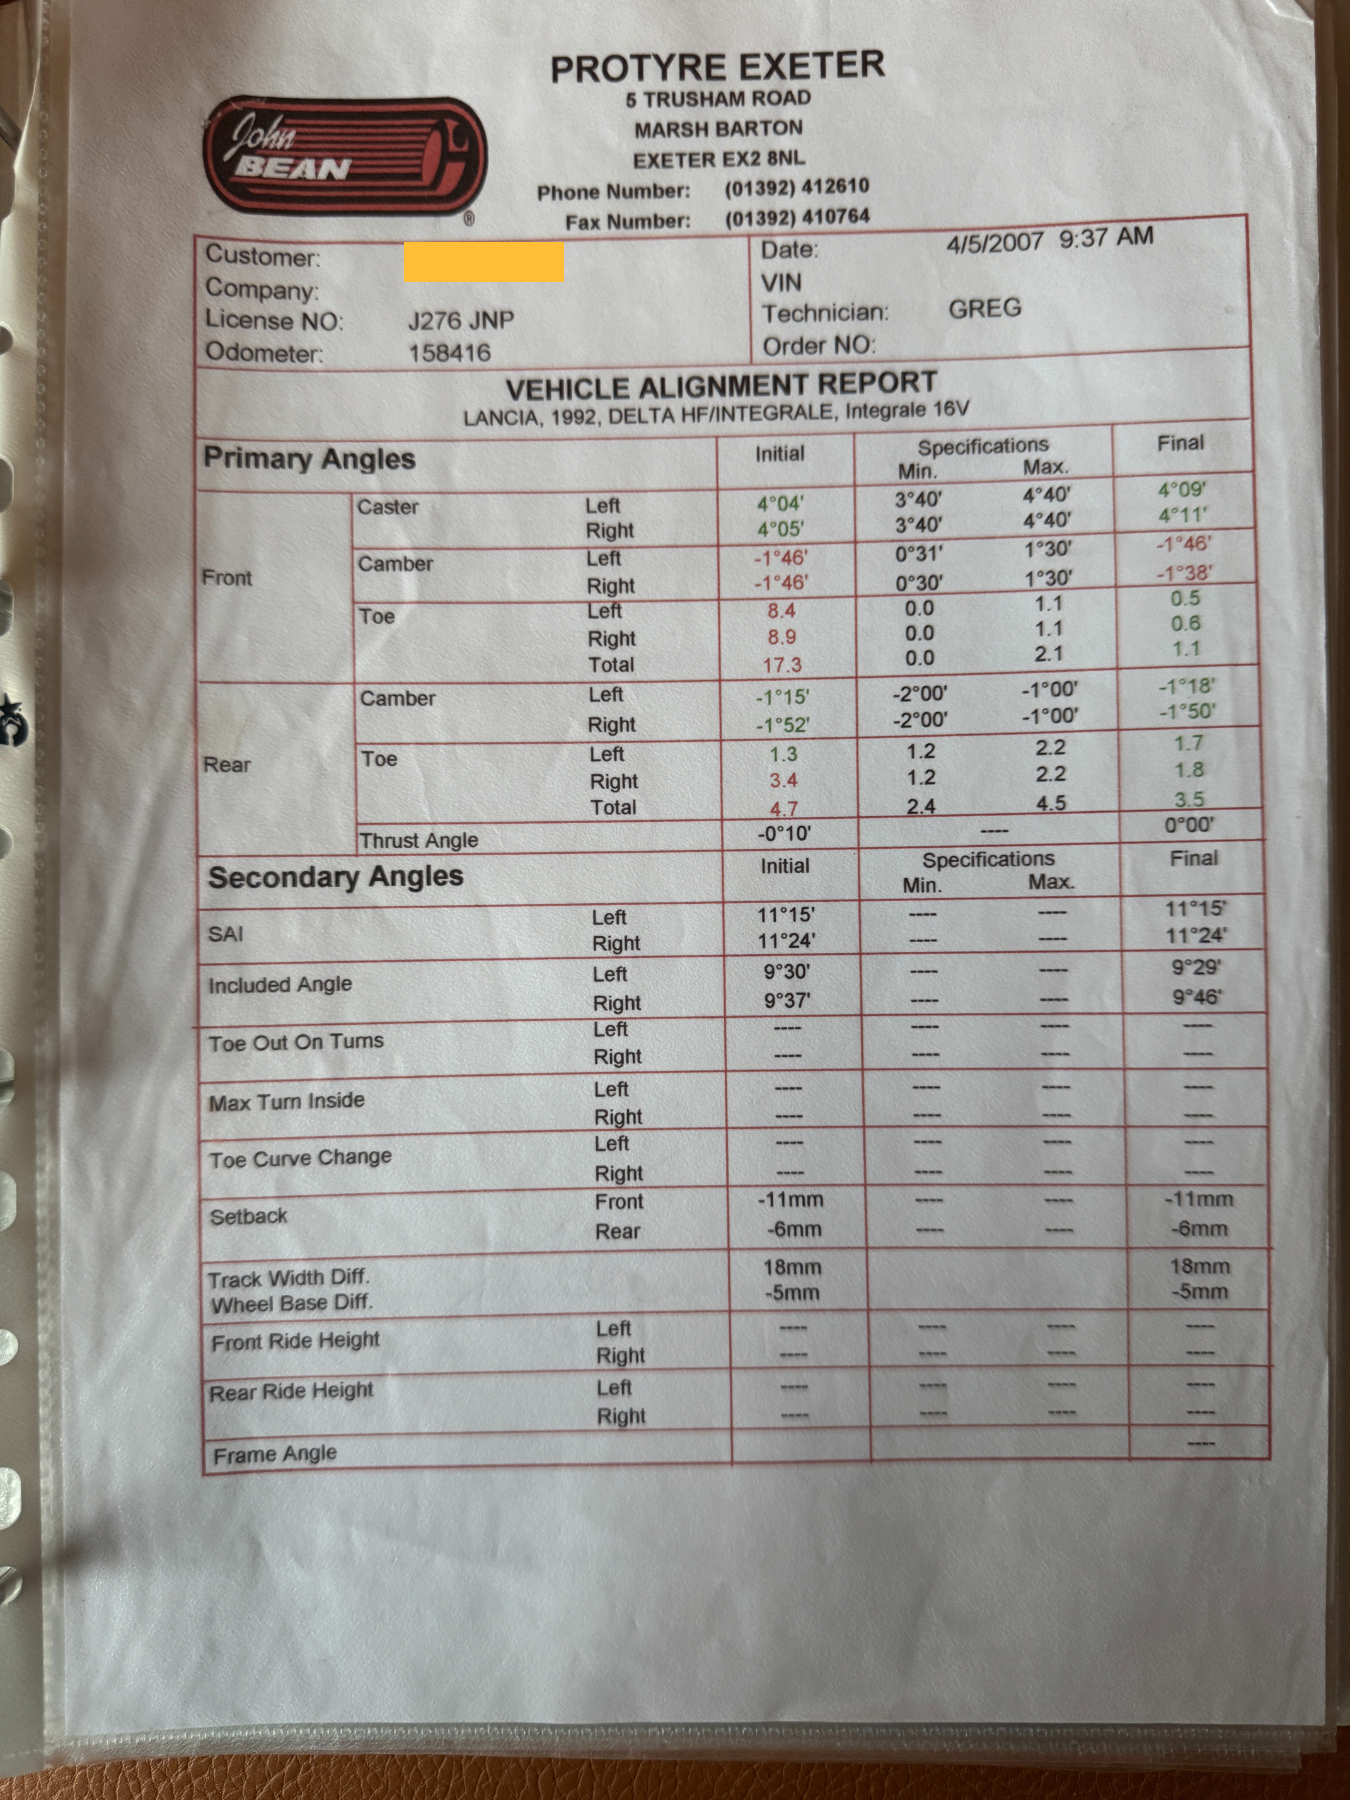 PROTYRE EXETER
5 TRUSHAM ROAD
MARSH BARTON
EXETER EX2 8NL
Phone Number: (01392) 412610
Fax Number: (01392) 410764
John
BEAN
®
Customer:
Company:
License NO: J276 JNP
Odometer: 158416
Date: 4/5/2007 9:37 AM
VIN
Technician: GREG
Order NO:
VEHICLE ALIGNMENT REPORT
LANCIA, 1992, DELTA HF/INTEGRALE, Integrale 16V
Primary Angles Initial Specifications Final
Min. Max.
Front
Caster Left 4°04' 3°40' 4°40' 4°09'
Right 4°05' 3°40' 4°40' 4°11'
Camber Left -1°46' 0°31' 1°30' -1°46'
Right -1°46' 0°30' 1°30' -1°38'
Toe Left 8.4 0.0 1.1 0.5
Right 8.9 0.0 1.1 0.6
Total 17.3 0.0 2.1 1.1
Rear
Camber Left -1°15' -2°00' -1°00' -1°18'
Right -1°52' -2°00' -1°00' -1°50'
Toe Left 1.3 1.2 2.2 1.7
Right 3.4 1.2 2.2 1.8
Total 4.7 2.4 4.5 3.5
Thrust Angle -0°10' ---- 0°00'
Secondary Angles Initial Specifications Final
Min. Max.
SAI Left 11°15' ---- ---- 11°15'
Right 11°24' ---- ---- 11°24'
Included Angle Left 9°30' ---- ---- 9°29'
Right 9°37' ---- ---- 9°46'
Toe Out On Turns Left ---- ---- ---- ----
Right ---- ---- ---- ----
Max Turn Inside Left ---- ---- ---- ----
Right ---- ---- ---- ----
Toe Curve Change Left ---- ---- ---- ----
Right ---- ---- ---- ----
Setback Front -11mm ---- ---- -11mm
Rear -6mm ---- ---- -6mm
Track Width Diff. 18mm 18mm
Wheel Base Diff. -5mm -5mm
Front Ride Height Left ---- ---- ---- ----
Right ---- ---- ---- ----
Rear Ride Height Left ---- ---- ---- ----
Right ---- ---- ---- ----
Frame Angle ----